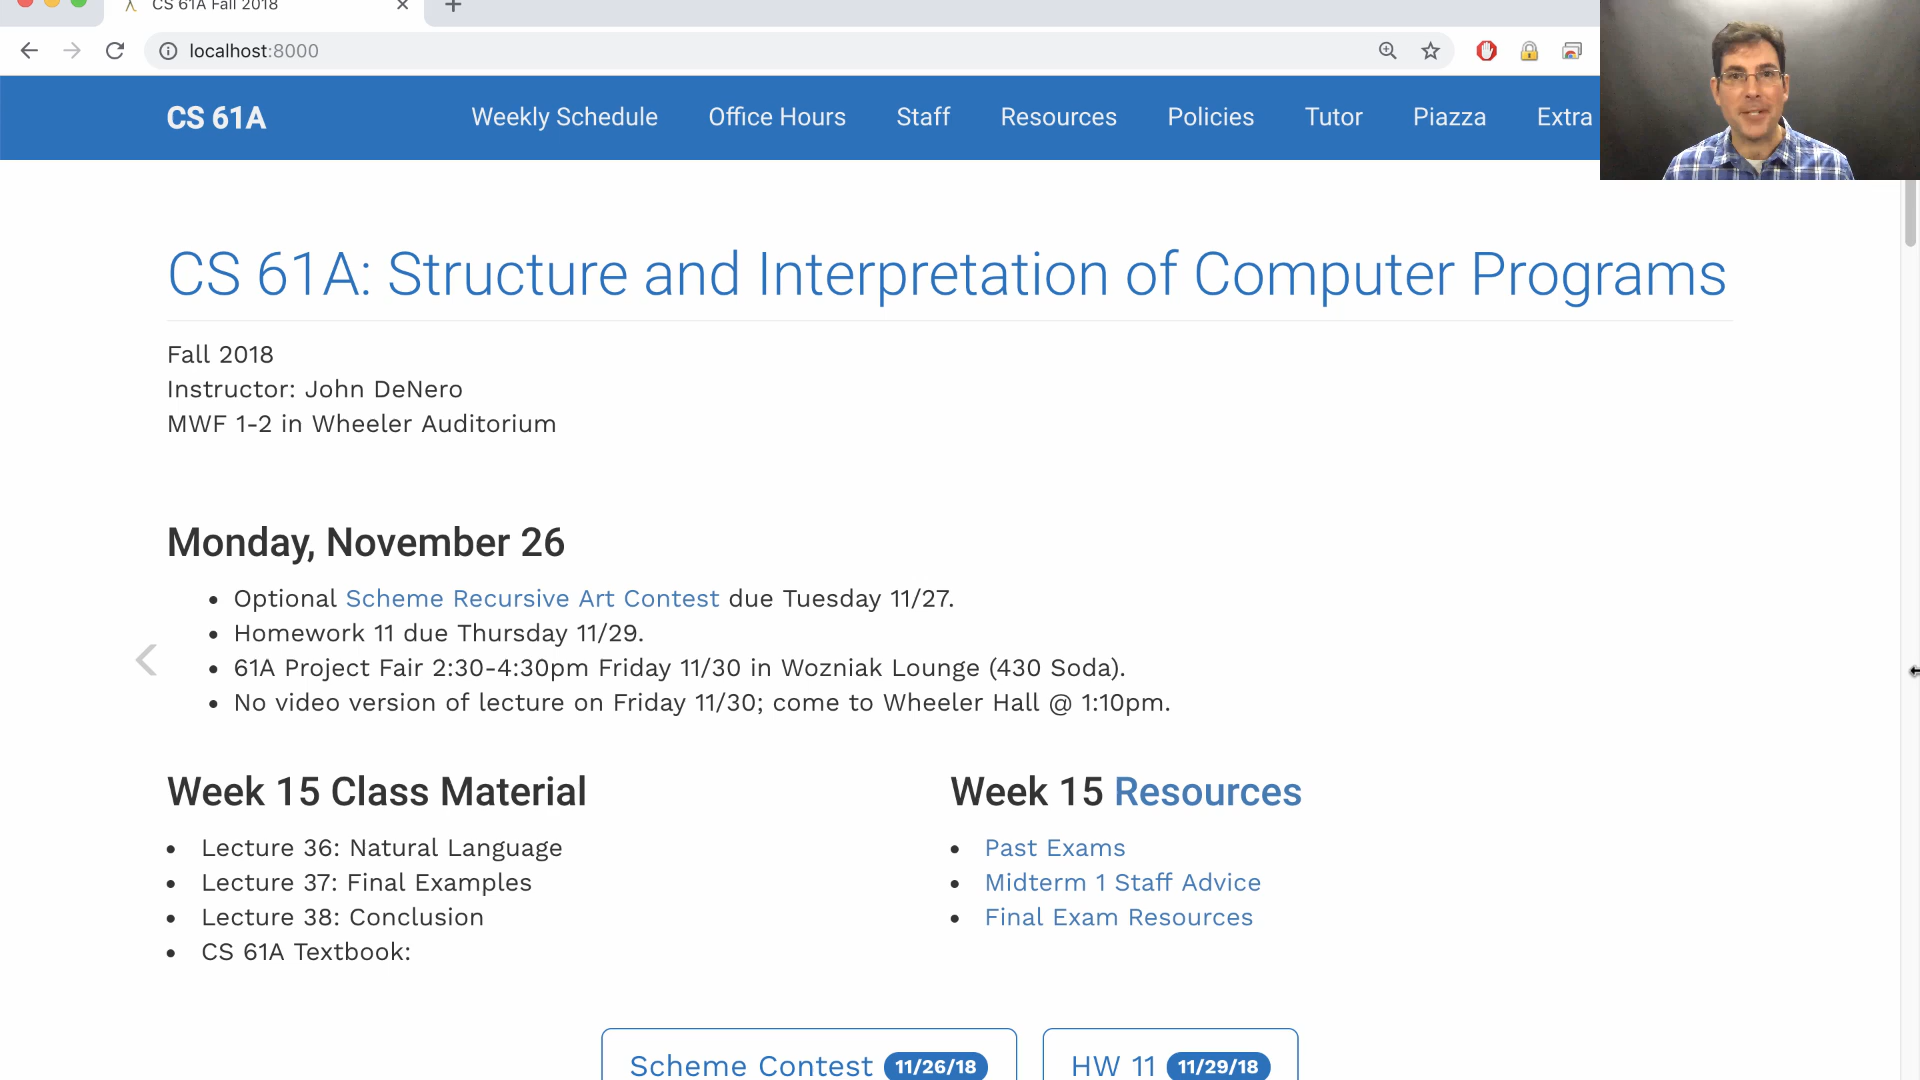 CS 61A Fall 2018
localhost:8000
CS 61A Weekly Schedule Office Hours Staff Resources Policies Tutor Piazza Extra
CS 61A: Structure and Interpretation of Computer Programs
Fall 2018
Instructor: John DeNero
MWF 1-2 in Wheeler Auditorium
Monday, November 26
Optional Scheme Recursive Art Contest due Tuesday 11/27.
Homework 11 due Thursday 11/29.
61A Project Fair 2:30-4:30pm Friday 11/30 in Wozniak Lounge (430 Soda).
No video version of lecture on Friday 11/30; come to Wheeler Hall @ 1:10pm.
Week 15 Class Material
Lecture 36: Natural Language
Lecture 37: Final Examples
Lecture 38: Conclusion
CS 61A Textbook:
Week 15 Resources
Past Exams
Midterm 1 Staff Advice
Final Exam Resources
Scheme Contest 11/26/18
HW 11 11/29/18